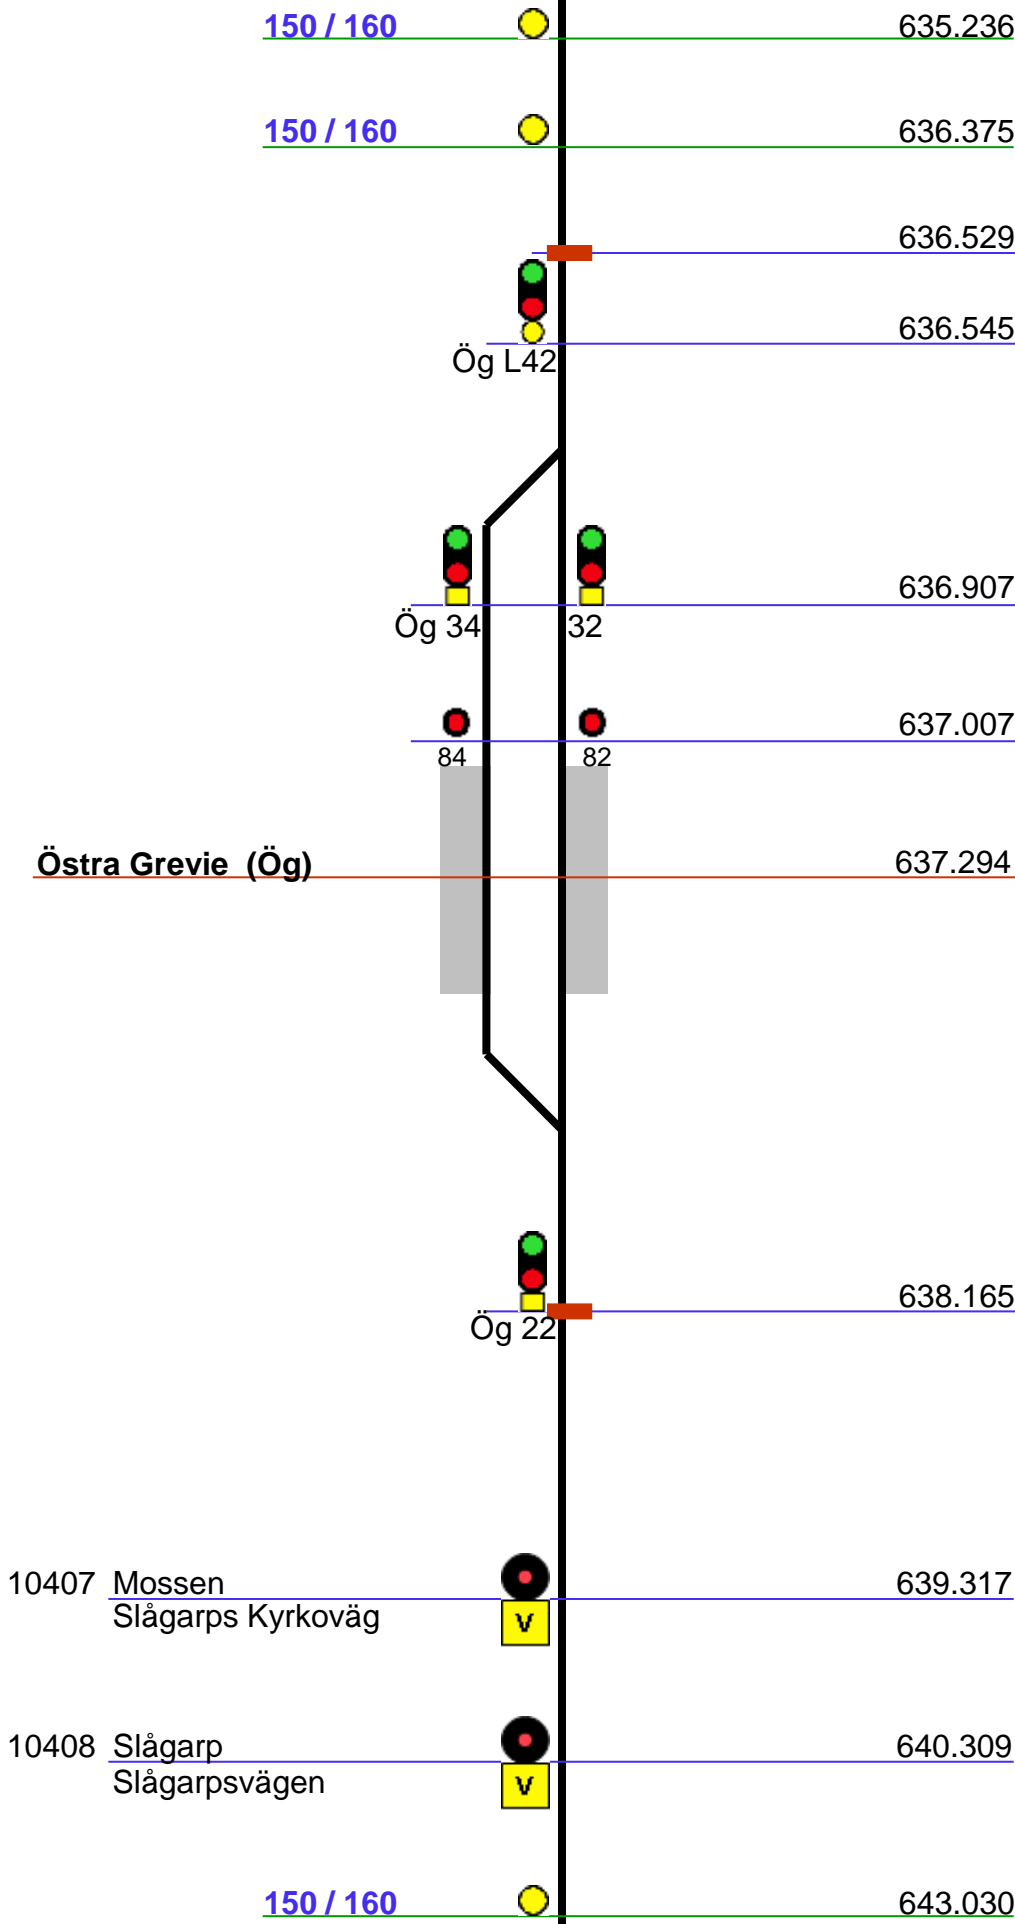 150 / 160 635.236
150 / 160 636.375
636.529
636.545
Ög L42
636.907
Ög 34 32
637.007
84 82
Östra Grevie (Ög) 637.294
638.165
Ög 22
10407 Mossen 639.317
Slågarps Kyrkoväg
V
10408 Slågarp 640.309
Slågarpsvägen
V
150 / 160 643.030